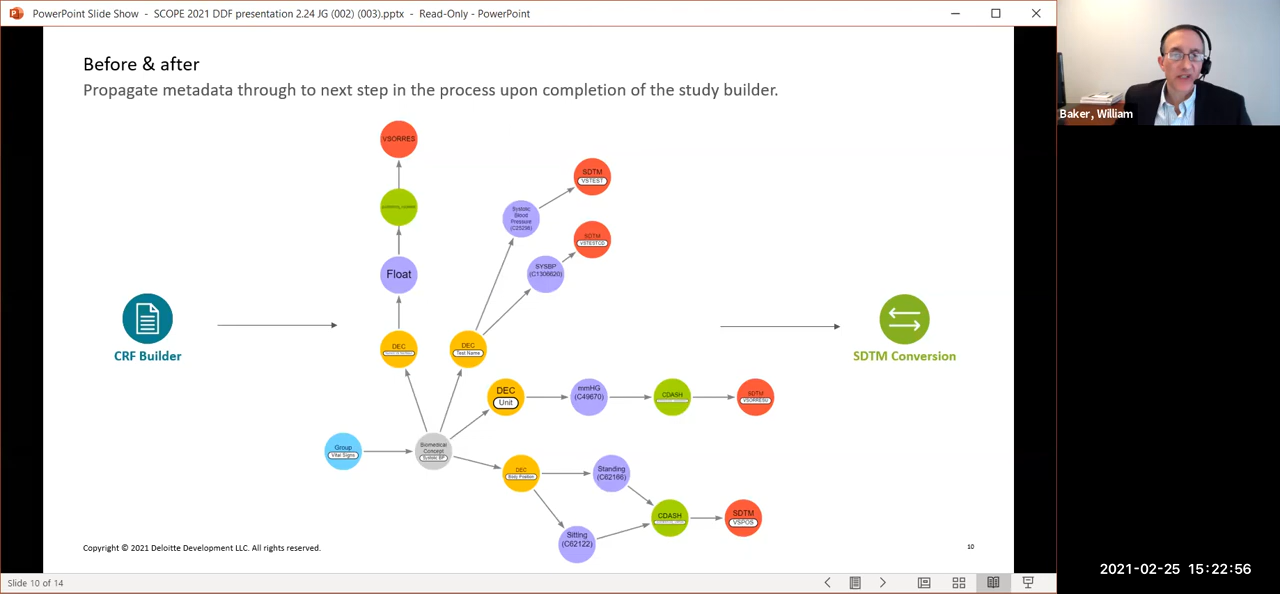 PowerPoint Slide Show - SCOPE 2021 DDF presentation 2.24 JG (002) (003).pptx - Read-Only - PowerPoint
Baker, William
Before & after
Propagate metadata through to next step in the process upon completion of the study builder.
VSORRES
SDTM
VSTEST
Systolic
Blood
Pressure
(C25298)
SDTM
VSTESTCD
Float
SYSBP
(C1306620)
CRF Builder
SDTM Conversion
DEC
DEC
Test Name
DEC
Unit
mmHG
(C49670)
CDASH
SDTM
VSORRESU
Group
Vital Signs
Biomedical
Concept
Systolic BP
DEC
Body Position
Standing
(C62166)
CDASH
SDTM
VSPOS
Sitting
(C62122)
Copyright © 2021 Deloitte Development LLC. All rights reserved.
10
Slide 10 of 14
2021-02-25 15:22:56